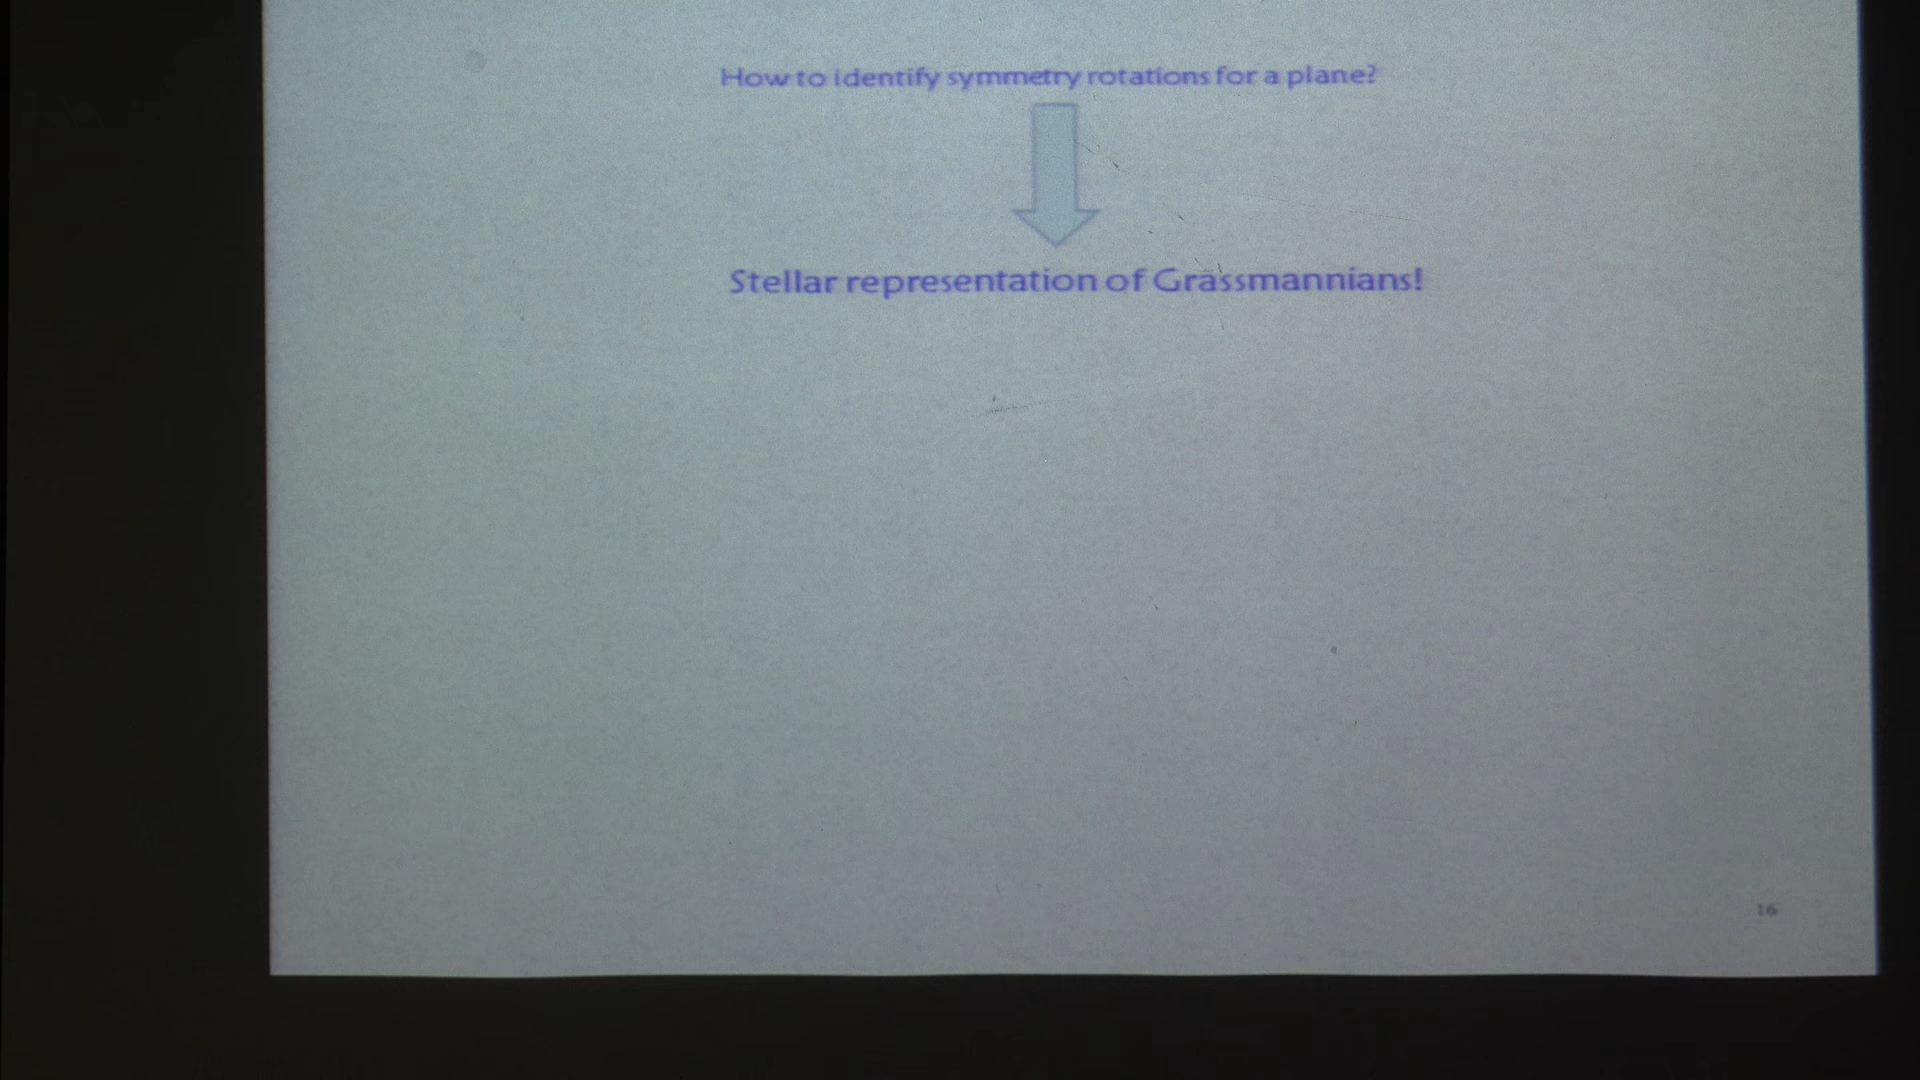 How to identify symmetry rotations for a plane?
Stellar representation of Grassmannians!
16